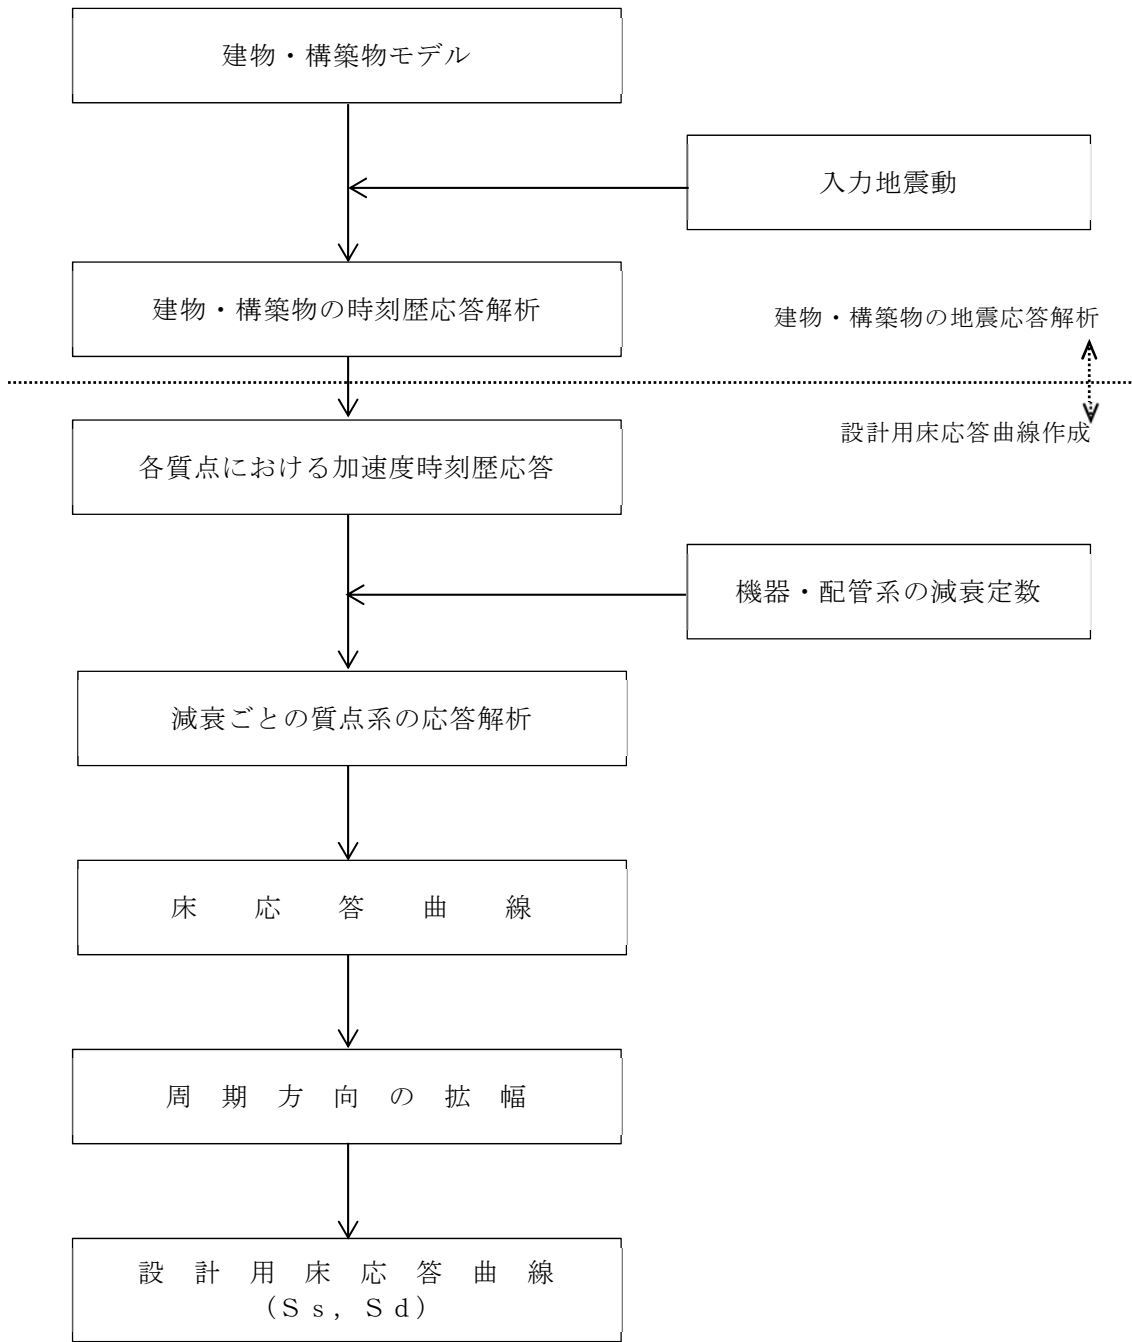 建物・構築物モデル
入力地震動
建物・構築物の時刻歴応答解析
建物・構築物の地震応答解析
設計用床応答曲線作成
各質点における加速度時刻歴応答
機器・配管系の減衰定数
減衰ごとの質点系の応答解析
床応答曲線
周期方向の拡幅
設計用床応答曲線
(Ss, Sd)